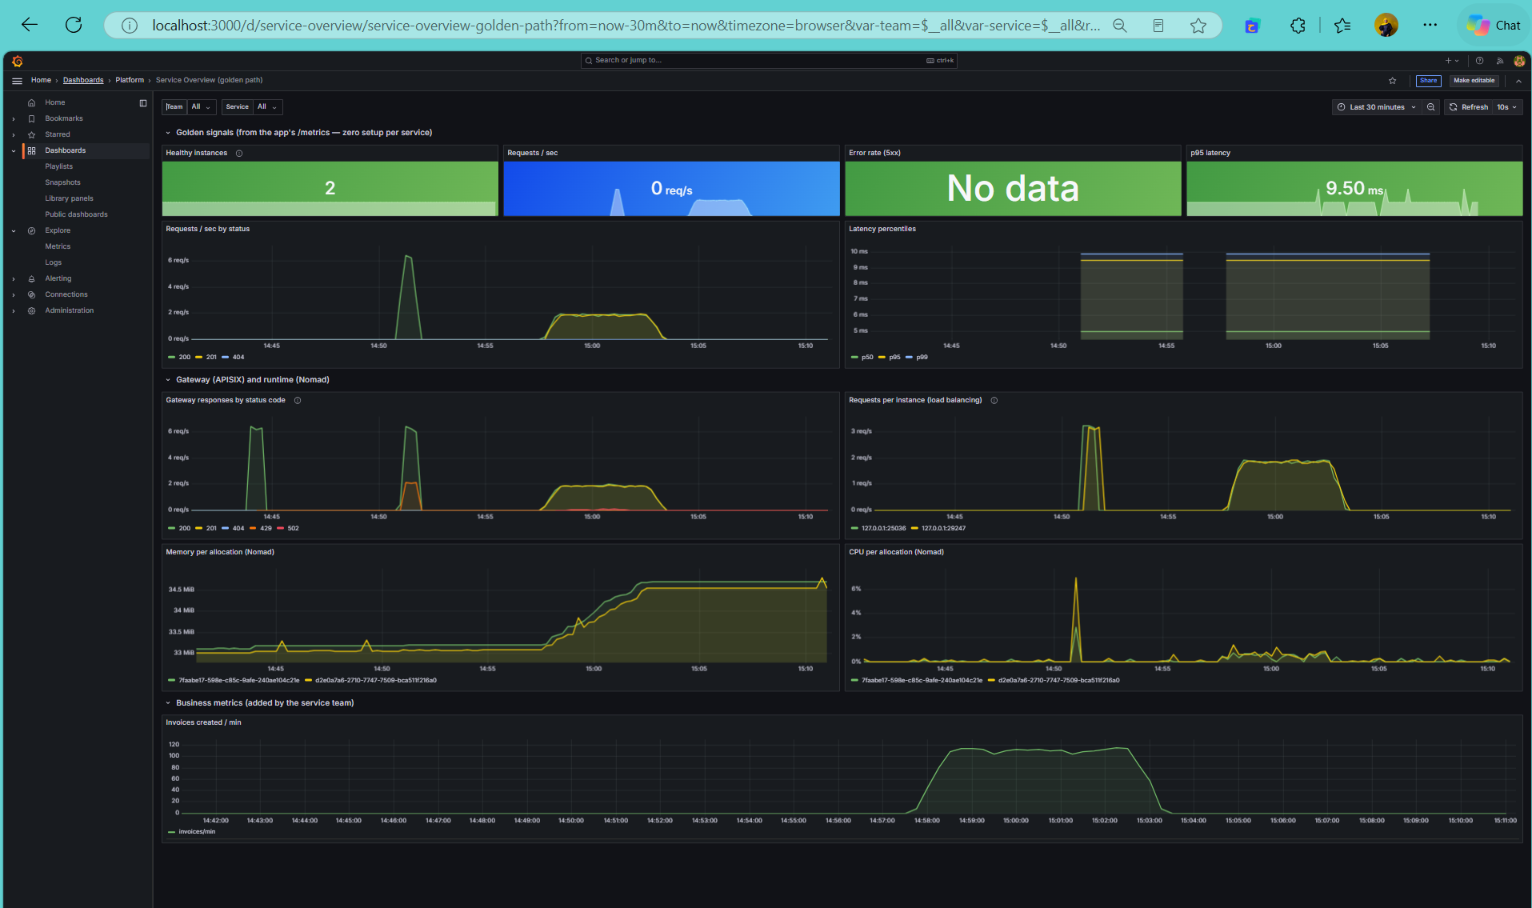 localhost:3000/d/service-overview/service-overview-golden-path?from=now-30m&to=now&timezone=browser&var-team=$__all&var-service=$__all&r...
Chat
Search or jump to...
ctrl+k
Home › Dashboards › Platform › Service Overview (golden path)
Share
Make editable
Home
Bookmarks
Starred
Dashboards
Playlists
Snapshots
Library panels
Public dashboards
Explore
Metrics
Logs
Alerting
Connections
Administration
Team All
Service All
Last 30 minutes
Refresh 10s
Golden signals (from the app's /metrics — zero setup per service)
Healthy instances
2
Requests / sec
0 req/s
Error rate (5xx)
No data
p95 latency
9.50 ms
Requests / sec by status
6 req/s
4 req/s
2 req/s
0 req/s
14:45 14:50 14:55 15:00 15:05 15:10
200 201 404
Latency percentiles
10 ms
9 ms
8 ms
7 ms
6 ms
5 ms
14:45 14:50 14:55 15:00 15:05 15:10
p50 p95 p99
Gateway (APISIX) and runtime (Nomad)
Gateway responses by status code
6 req/s
4 req/s
2 req/s
0 req/s
14:45 14:50 14:55 15:00 15:05 15:10
200 201 404 429 502
Requests per instance (load balancing)
3 req/s
2 req/s
1 req/s
0 req/s
14:45 14:50 14:55 15:00 15:05 15:10
127.0.0.1:25036 127.0.0.1:29247
Memory per allocation (Nomad)
34.5 MiB
34 MiB
33.5 MiB
33 MiB
14:45 14:50 14:55 15:00 15:05 15:10
7faabe17-598e-c85c-9afe-240ae104c21e d2e0a7a6-2710-7747-7509-bca511f216a0
CPU per allocation (Nomad)
6%
4%
2%
0%
14:45 14:50 14:55 15:00 15:05 15:10
7faabe17-598e-c85c-9afe-240ae104c21e d2e0a7a6-2710-7747-7509-bca511f216a0
Business metrics (added by the service team)
Invoices created / min
120
100
80
60
40
20
0
14:42:00 14:43:00 14:44:00 14:45:00 14:46:00 14:47:00 14:48:00 14:49:00 14:50:00 14:51:00 14:52:00 14:53:00 14:54:00 14:55:00 14:56:00 14:57:00 14:58:00 14:59:00 15:00:00 15:01:00 15:02:00 15:03:00 15:04:00 15:05:00 15:06:00 15:07:00 15:08:00 15:09:00 15:10:00 15:11:00
invoices/min